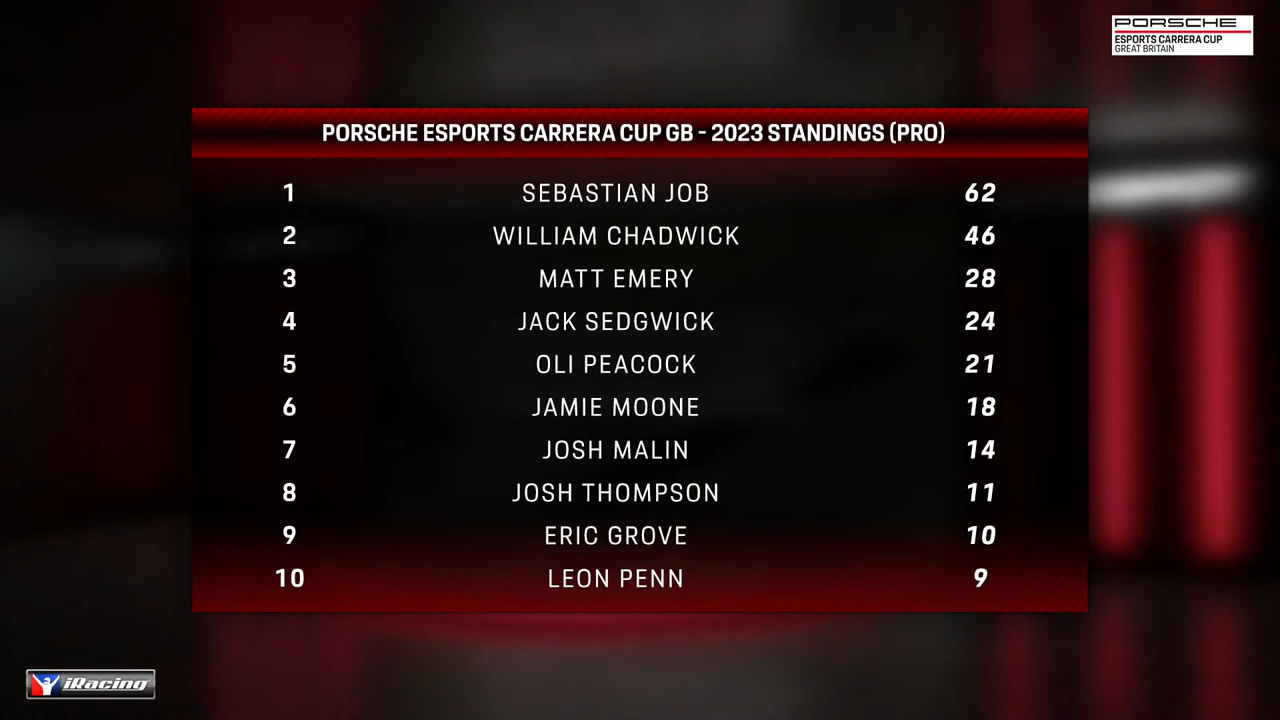 PORSCHE
ESPORTS CARRERA CUP
GREAT BRITAIN
PORSCHE ESPORTS CARRERA CUP GB - 2023 STANDINGS (PRO)
1 SEBASTIAN JOB 62
2 WILLIAM CHADWICK 46
3 MATT EMERY 28
4 JACK SEDGWICK 24
5 OLI PEACOCK 21
6 JAMIE MOONE 18
7 JOSH MALIN 14
8 JOSH THOMPSON 11
9 ERIC GROVE 10
10 LEON PENN 9
iRacing